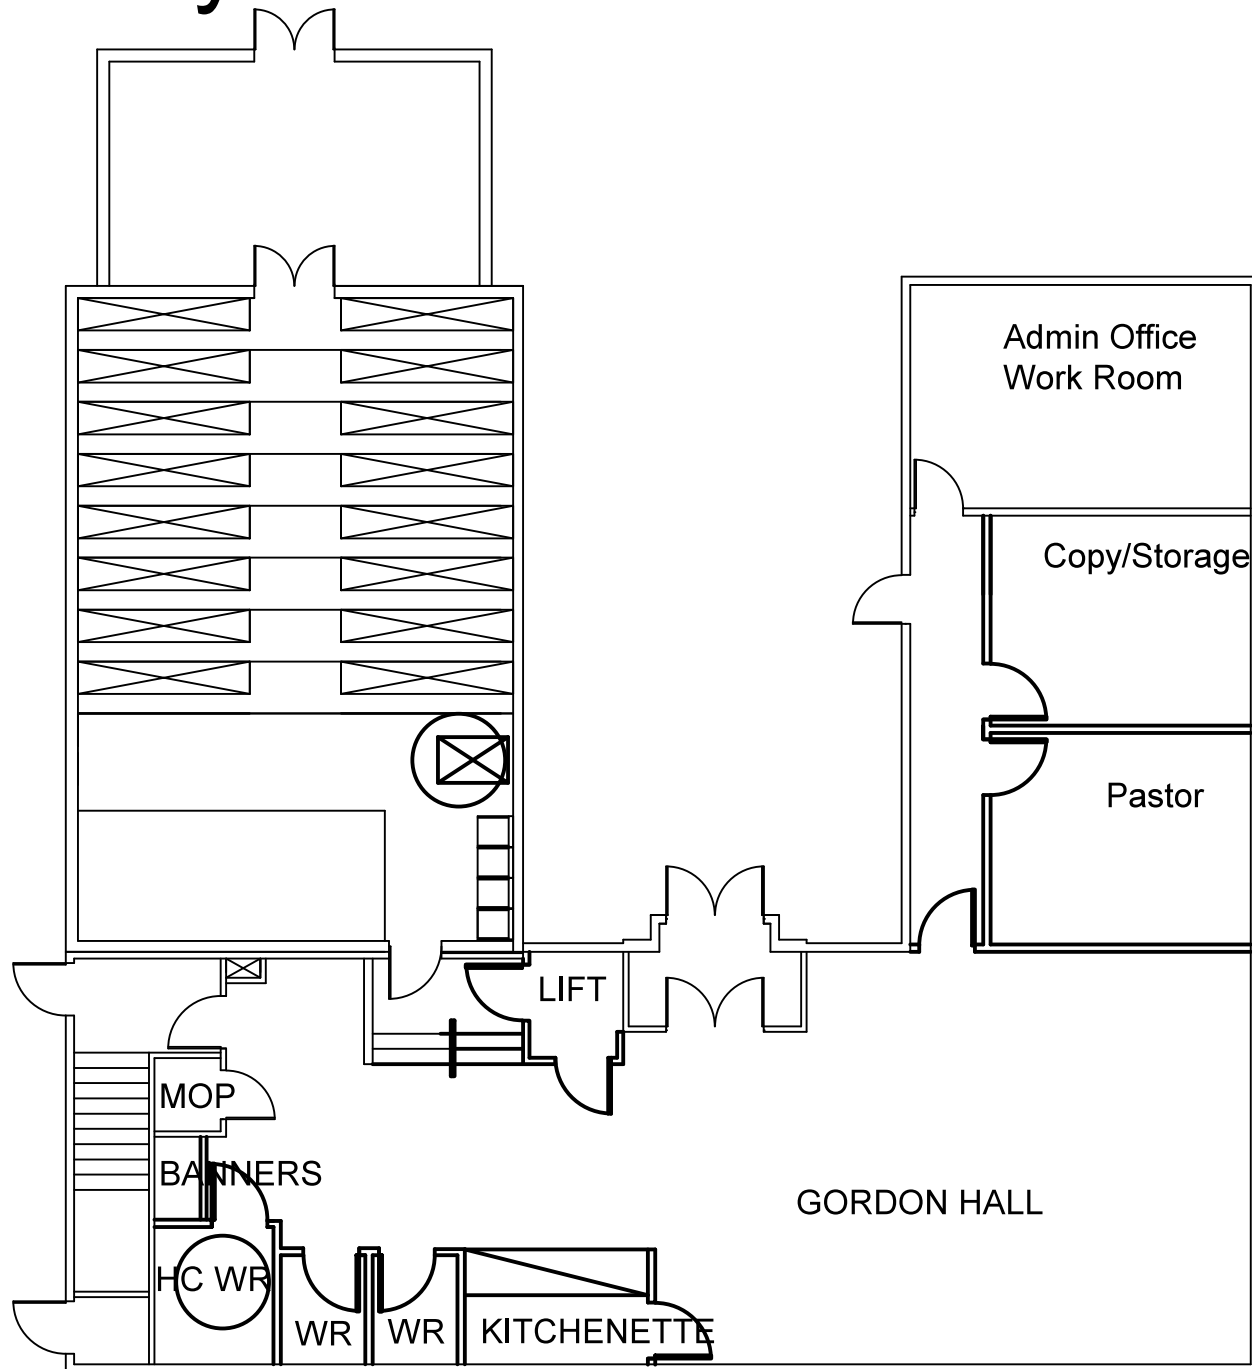 Admin Office
Work Room
Copy/Storage
Pastor
LIFT
MOP
BANNERS
GORDON HALL
HC WR
WR
WR
KITCHENETTE